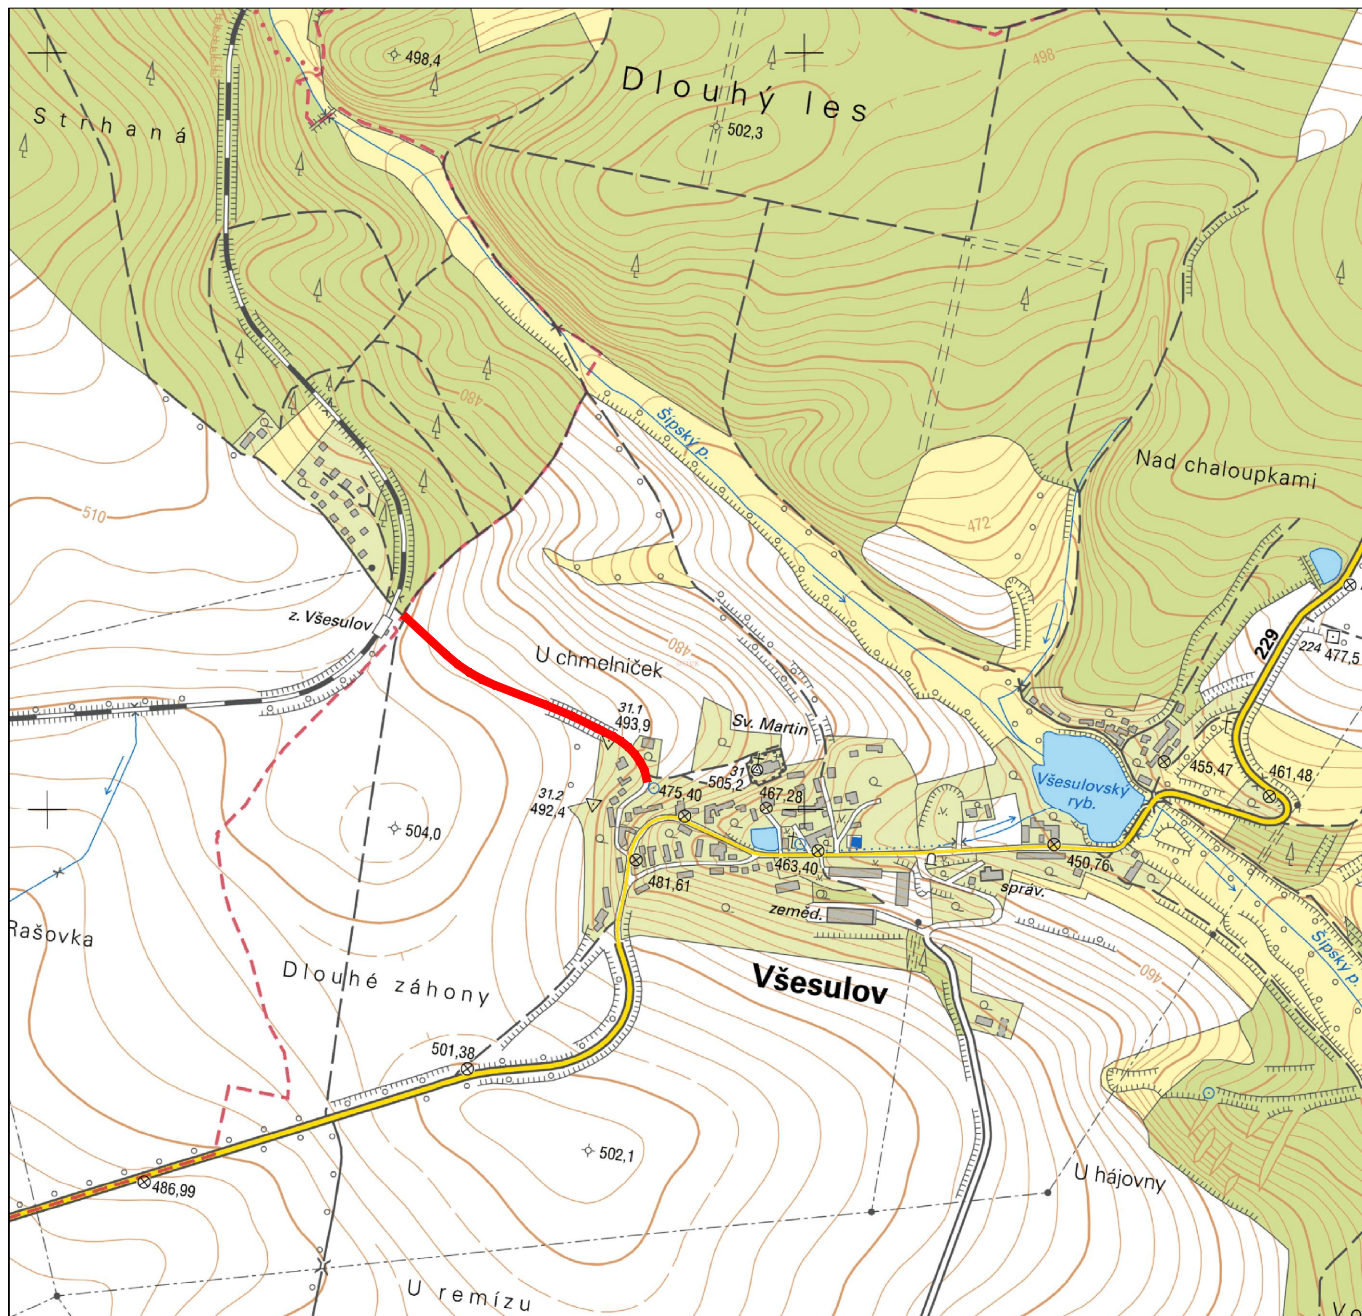 498,4
498
Dlouhý les
Strhaná
502,3
480
Šípský p.
Nad chaloupkami
510
472
229
z. Všesulov
224 477,5
U chmelniček
480
31.1
493,9
Sv. Martin
31
505,2
455,47
461,48
Všesulovský
ryb.
475,40
467,28
31.2
492,4
504,0
463,40
450,76
481,61
správ.
zeměd.
Rašovka
Šípský p.
Dlouhé záhony
Všesulov
460
501,38
502,1
U hájovny
486,99
U remízu